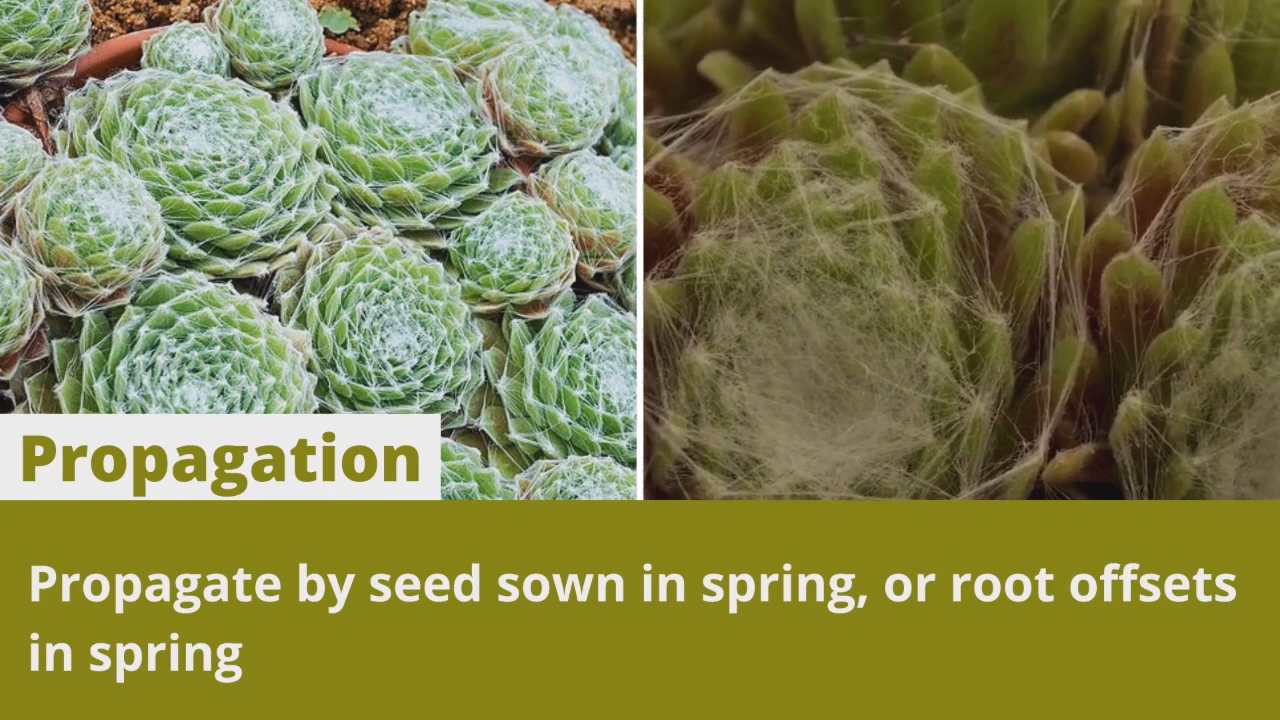 Propagation
Propagate by seed sown in spring, or root offsets
in spring